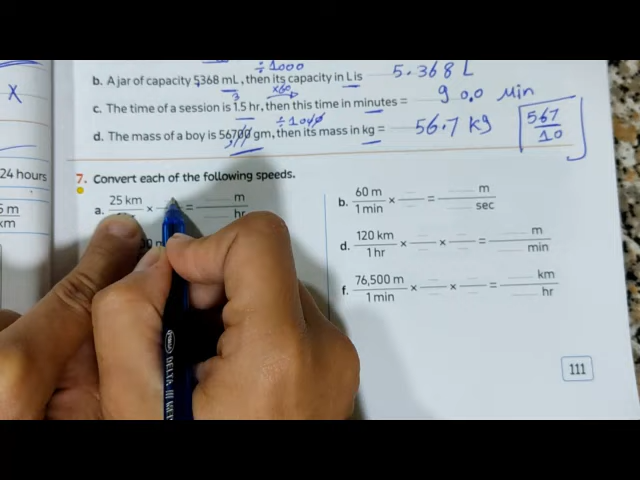 ÷1000
b. A jar of capacity 5368 mL, then its capacity in L is 5.368 L
×60
c. The time of a session is 1.5 hr, then this time in minutes = 90.0 Min
÷1000
d. The mass of a boy is 56700 gm, then its mass in kg = 56.7 kg
567/10
X
24 hours
m
km
7. Convert each of the following speeds.
a. 25 km × = m / hr
b. 60 m / 1 min × = m / sec
d. 120 km / 1 hr × × = m / min
f. 76,500 m / 1 min × × = km / hr
111
DELTA